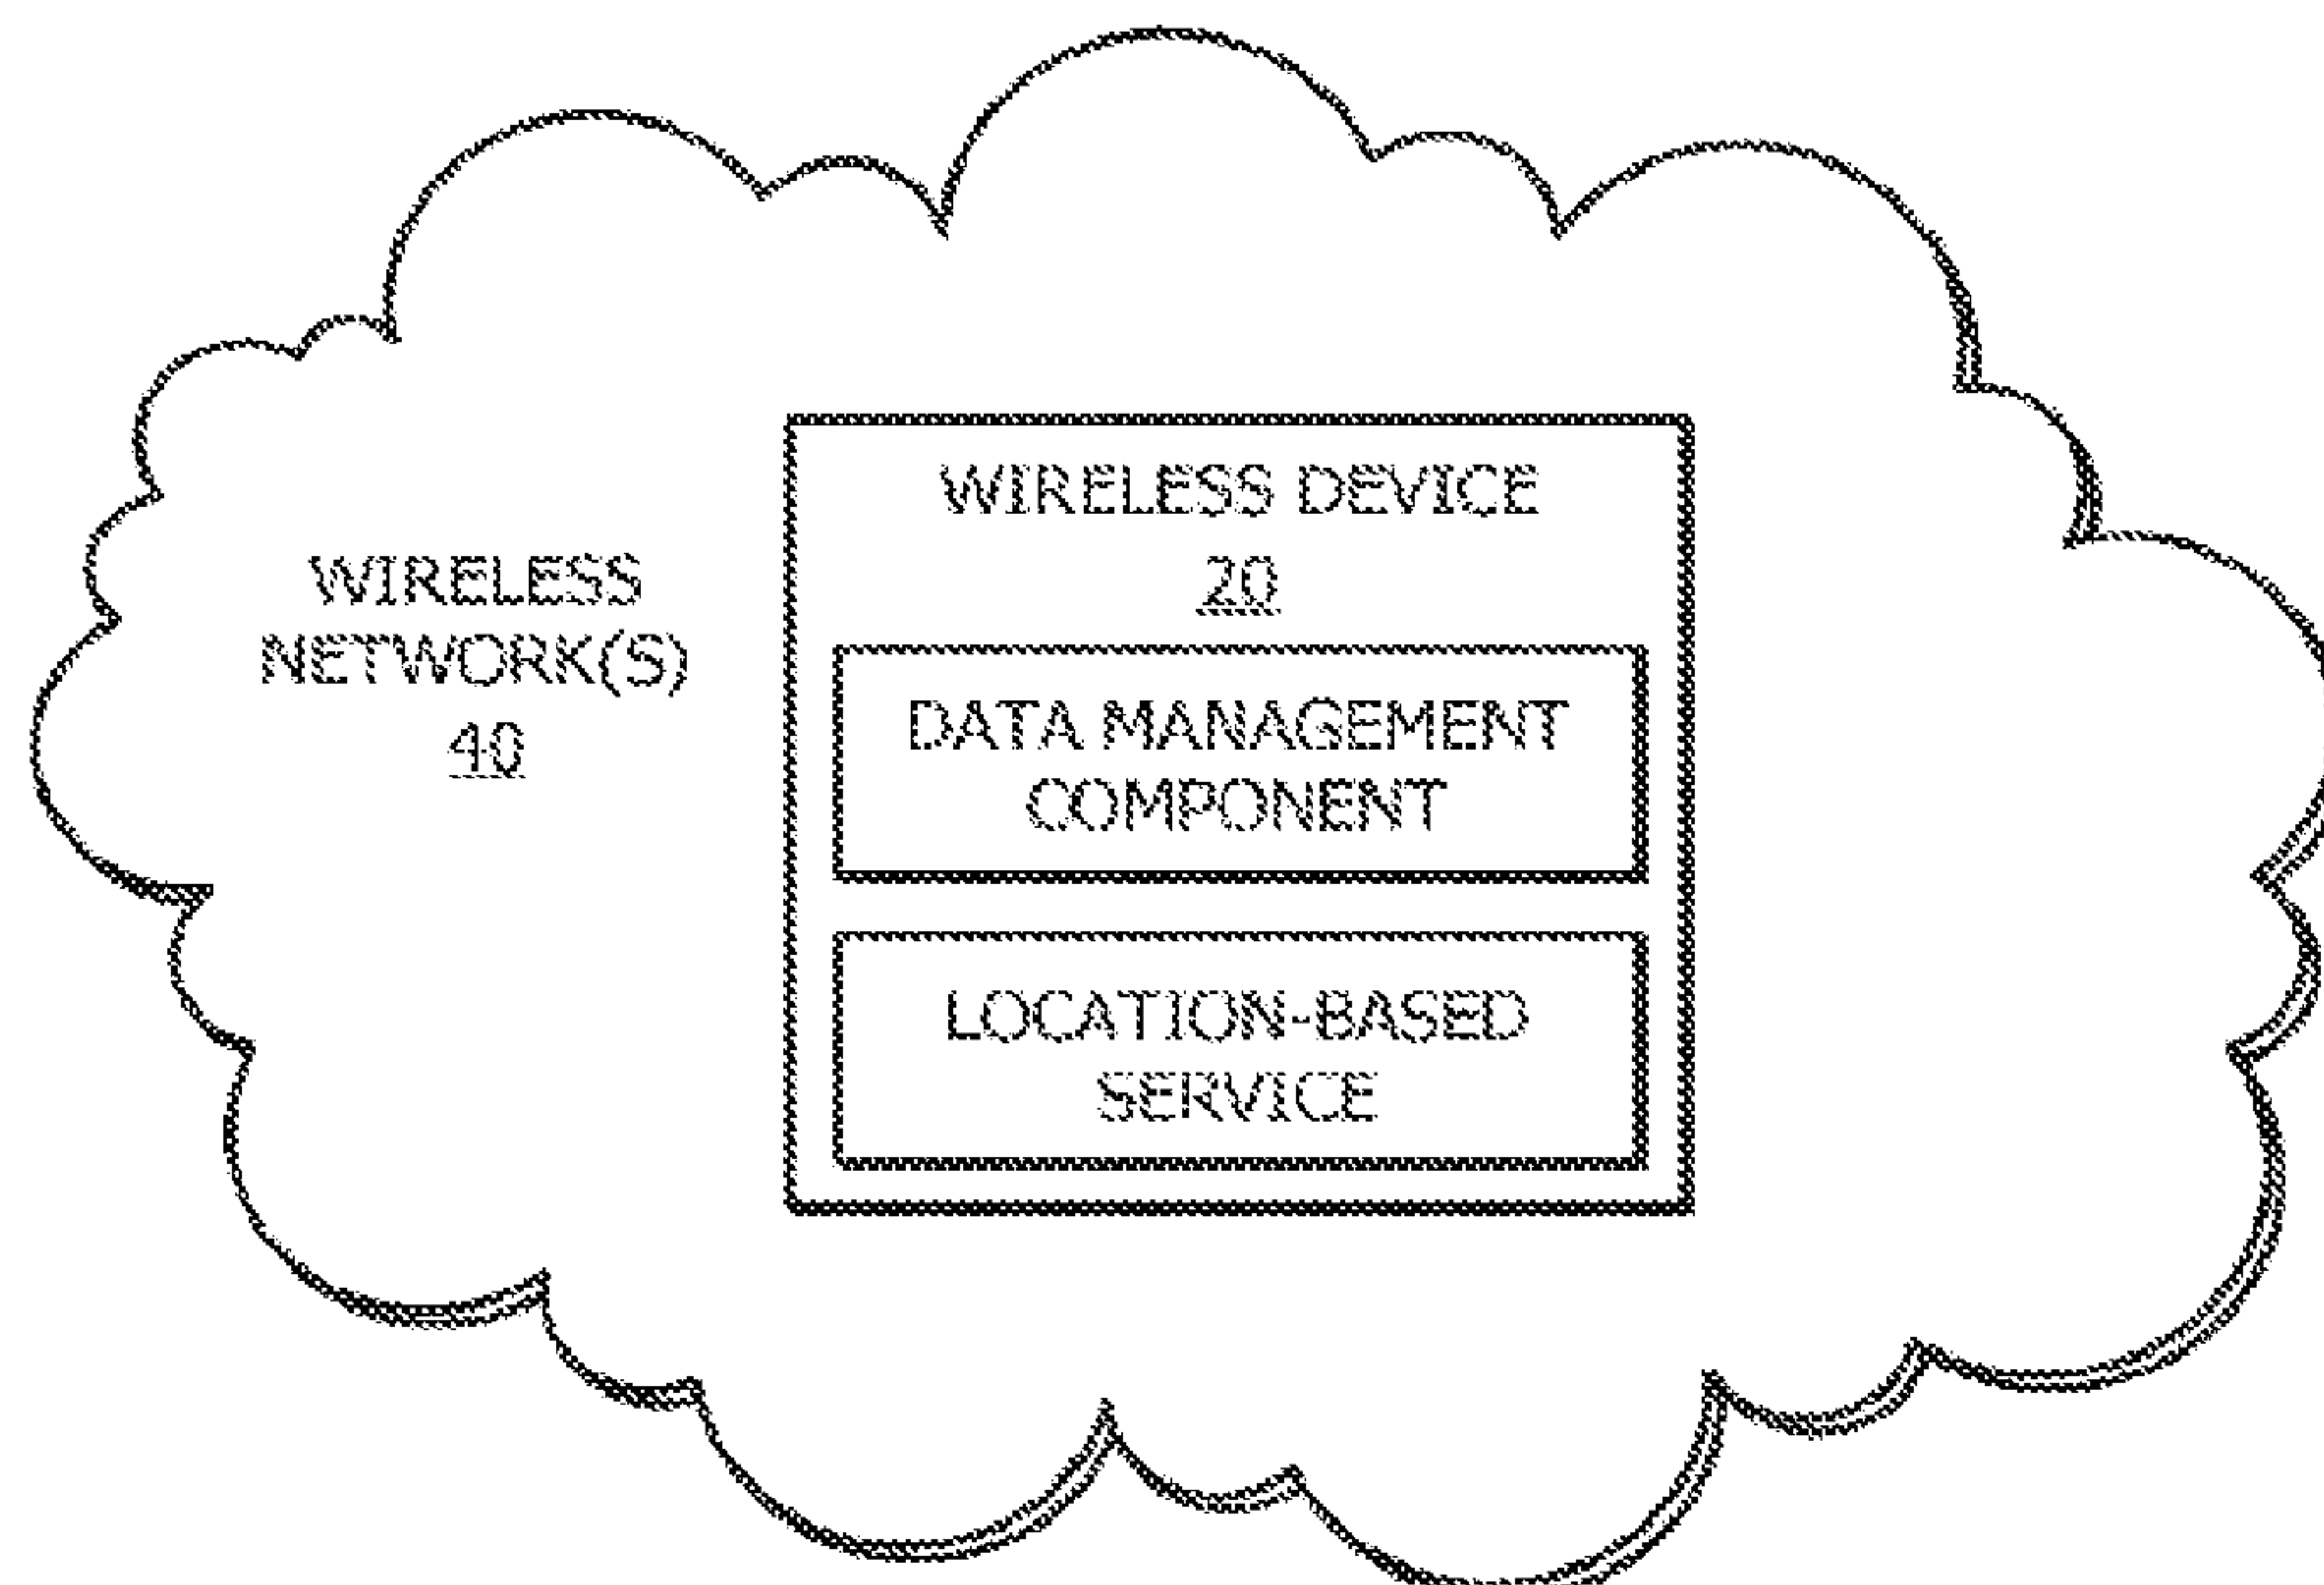 WIRELESS
NETWORK(S)
40
WIRELESS DEVICE
20
DATA MANAGEMENT
COMPONENT
LOCATION-BASED
SERVICE